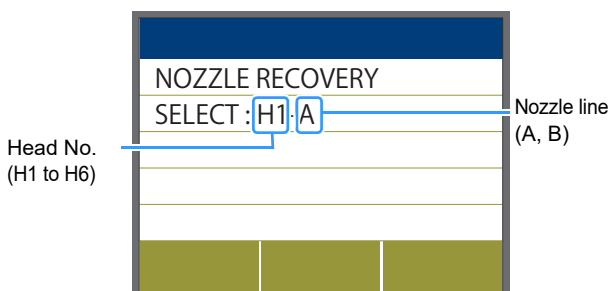 NOZZLE RECOVERY
SELECT : H1-A
Head No.
(H1 to H6)
Nozzle line
(A, B)